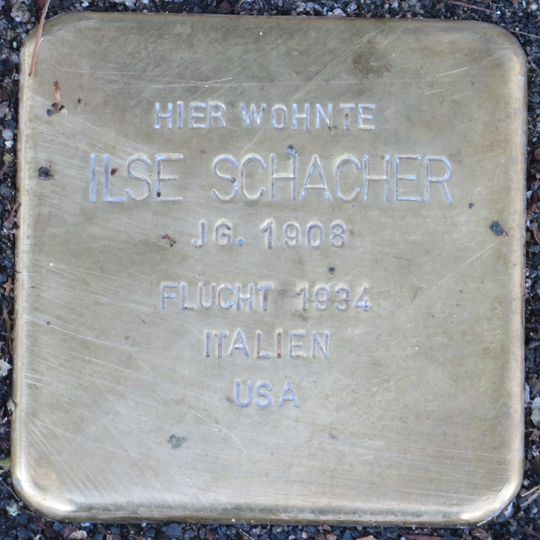 HIER WOHNTE
ILSE SCHACHER
JG. 1908
FLUCHT 1934
ITALIEN
USA